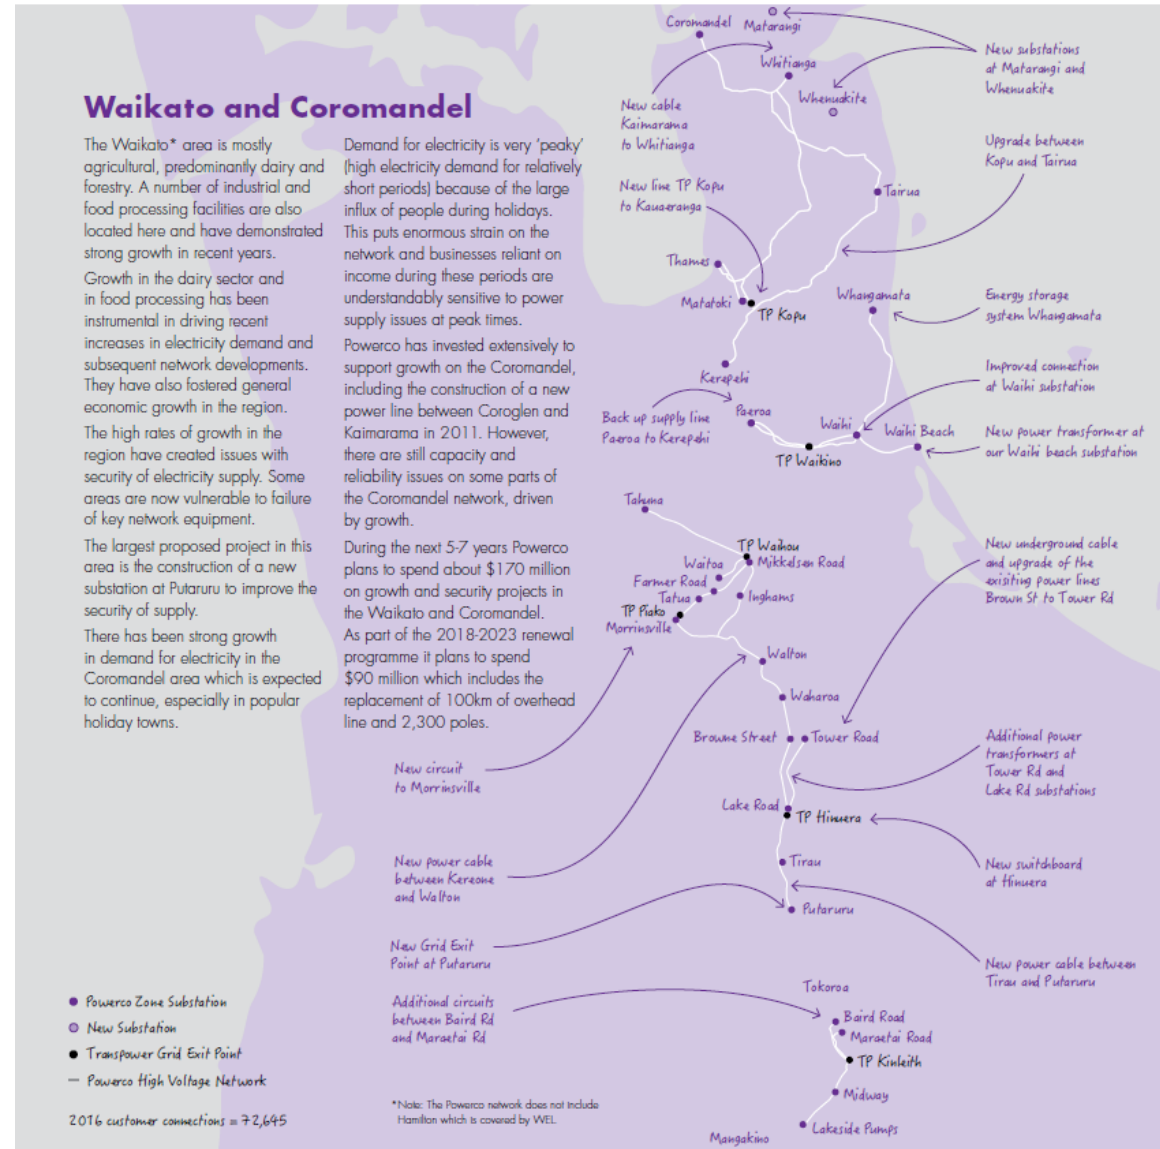 Waikato and Coromandel
The Waikato* area is mostly
agricultural, predominantly dairy and
forestry. A number of industrial and
food processing facilities are also
located here and have demonstrated
strong growth in recent years.
Growth in the dairy sector and
in food processing has been
instrumental in driving recent
increases in electricity demand and
subsequent network developments.
They have also fostered general
economic growth in the region.
The high rates of growth in the
region have created issues with
security of electricity supply. Some
areas are now vulnerable to failure
of key network equipment.
The largest proposed project in this
area is the construction of a new
substation at Putaruru to improve the
security of supply.
There has been strong growth
in demand for electricity in the
Coromandel area which is expected
to continue, especially in popular
holiday towns.
Demand for electricity is very ‘peaky’
(high electricity demand for relatively
short periods) because of the large
influx of people during holidays.
This puts enormous strain on the
network and businesses reliant on
income during these periods are
understandably sensitive to power
supply issues at peak times.
Powerco has invested extensively to
support growth on the Coromandel,
including the construction of a new
power line between Coroglen and
Kaimarama in 2011. However,
there are still capacity and
reliability issues on some parts of
the Coromandel network, driven
by growth.
During the next 5-7 years Powerco
plans to spend about $170 million
on growth and security projects in
the Waikato and Coromandel.
As part of the 2018-2023 renewal
programme it plans to spend
$90 million which includes the
replacement of 100km of overhead
line and 2,300 poles.
Coromandel
Matarangi
Whitianga
Whenuakite
New substations
at Matarangi and
Whenuakite
New cable
Kaimarama
to Whitianga
Upgrade between
Kopu and Tairua
New line TP Kopu
to Kauaeranga
Tairua
Thames
Matatoki
TP Kopu
Whangamata
Energy storage
system Whangamata
Kerepehi
Improved connection
at Waihi substation
Back up supply line
Paeroa to Kerepehi
Paeroa
Waihi
Waihi Beach
TP Waikino
New power transformer at
our Waihi beach substation
Tahuna
TP Waihou
Mikkelsen Road
Waitoa
Farmer Road
Tatua
Inghams
TP Piako
Morrinsville
New underground cable
and upgrade of the
exisiting power lines
Brown St to Tower Rd
Walton
Waharoa
Browne Street
Tower Road
Additional power
transformers at
Tower Rd and
Lake Rd substations
New circuit
to Morrinsville
Lake Road
TP Hinuera
New power cable
between Kereone
and Walton
Tirau
New switchboard
at Hinuera
Putaruru
New Grid Exit
Point at Putaruru
New power cable between
Tirau and Putaruru
Additional circuits
between Baird Rd
and Maraetai Rd
Tokoroa
Baird Road
Maraetai Road
TP Kinleith
Midway
Lakeside Pumps
Mangakino
Powerco Zone Substation
New Substation
Transpower Grid Exit Point
Powerco High Voltage Network
2016 customer connections = 72,645
*Note: The Powerco network does not include
Hamilton which is covered by WEL.